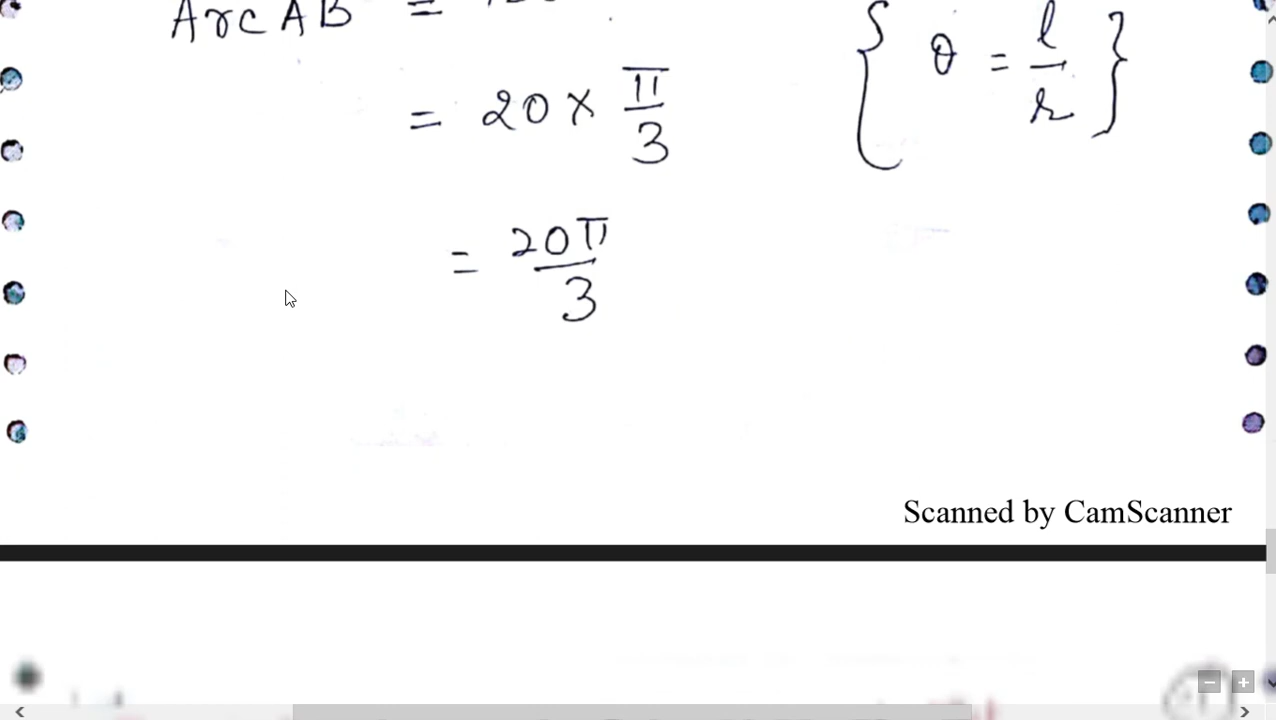 Arc AB =
{ θ = l/r }
= 20 × π/3
= 20π/3
Scanned by CamScanner